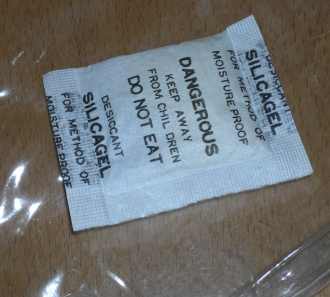 DESICCANT
SILICAGEL
FOR METHOD OF
MOISTURE PROOF
DANGEROUS
KEEP AWAY
FROM CHIL DREN
DO NOT EAT
DESICCANT
SILICAGEL
FOR METHOD OF
MOISTURE PROOF